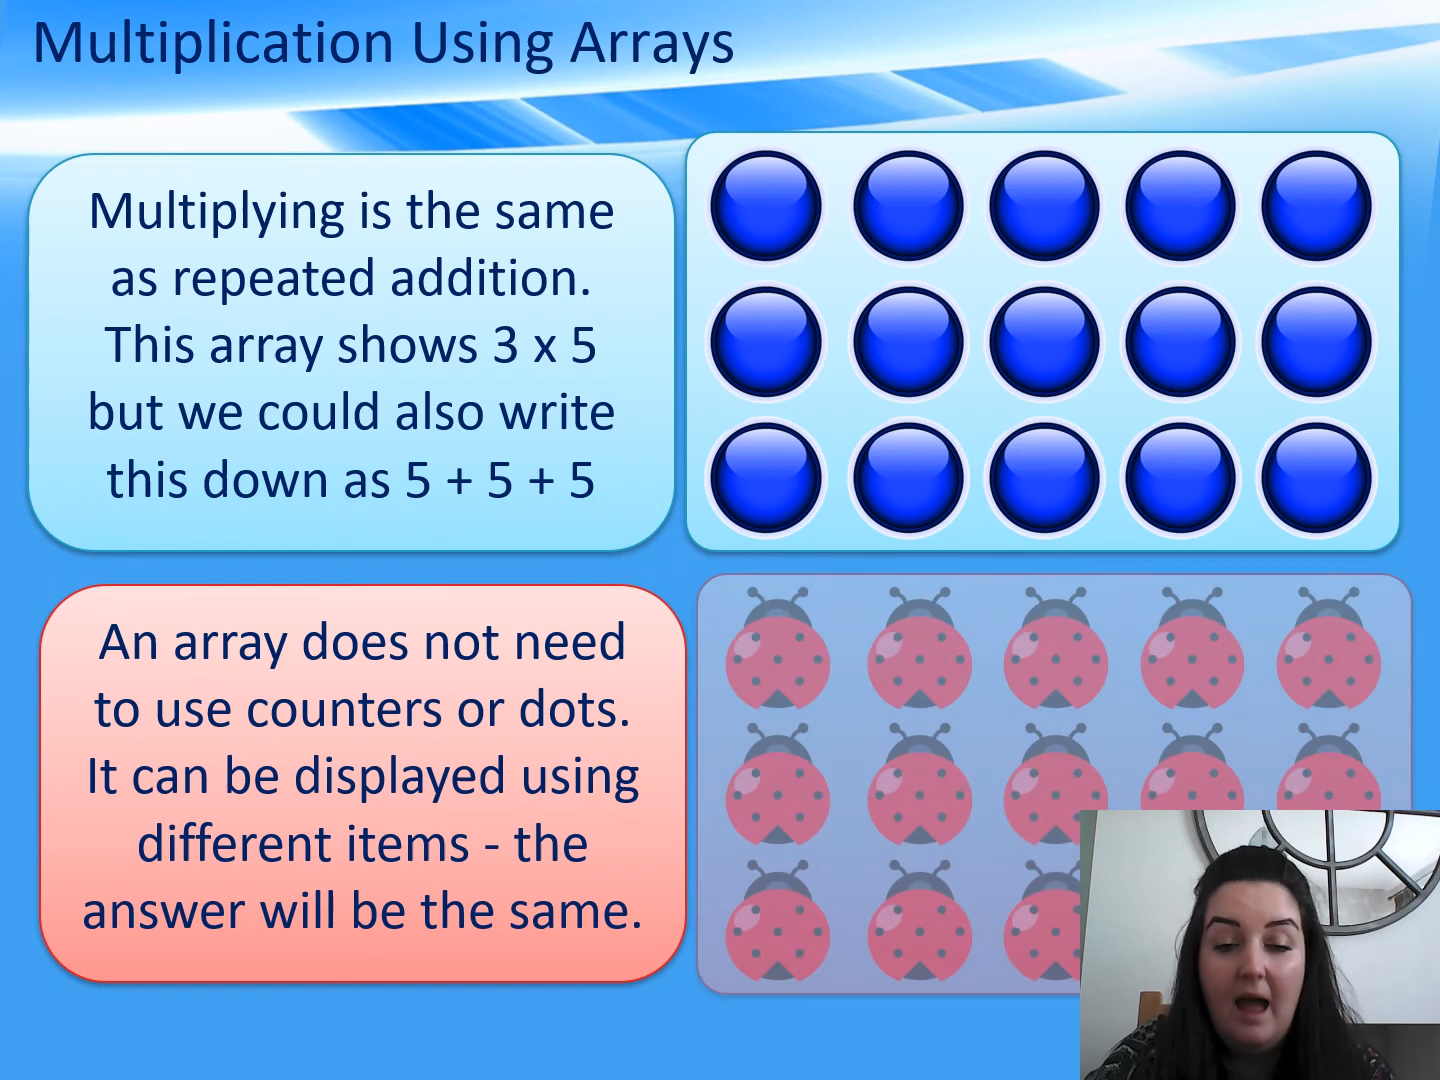 Multiplication Using Arrays
Multiplying is the same
as repeated addition.
This array shows 3 x 5
but we could also write
this down as 5 + 5 + 5
An array does not need
to use counters or dots.
It can be displayed using
different items - the
answer will be the same.